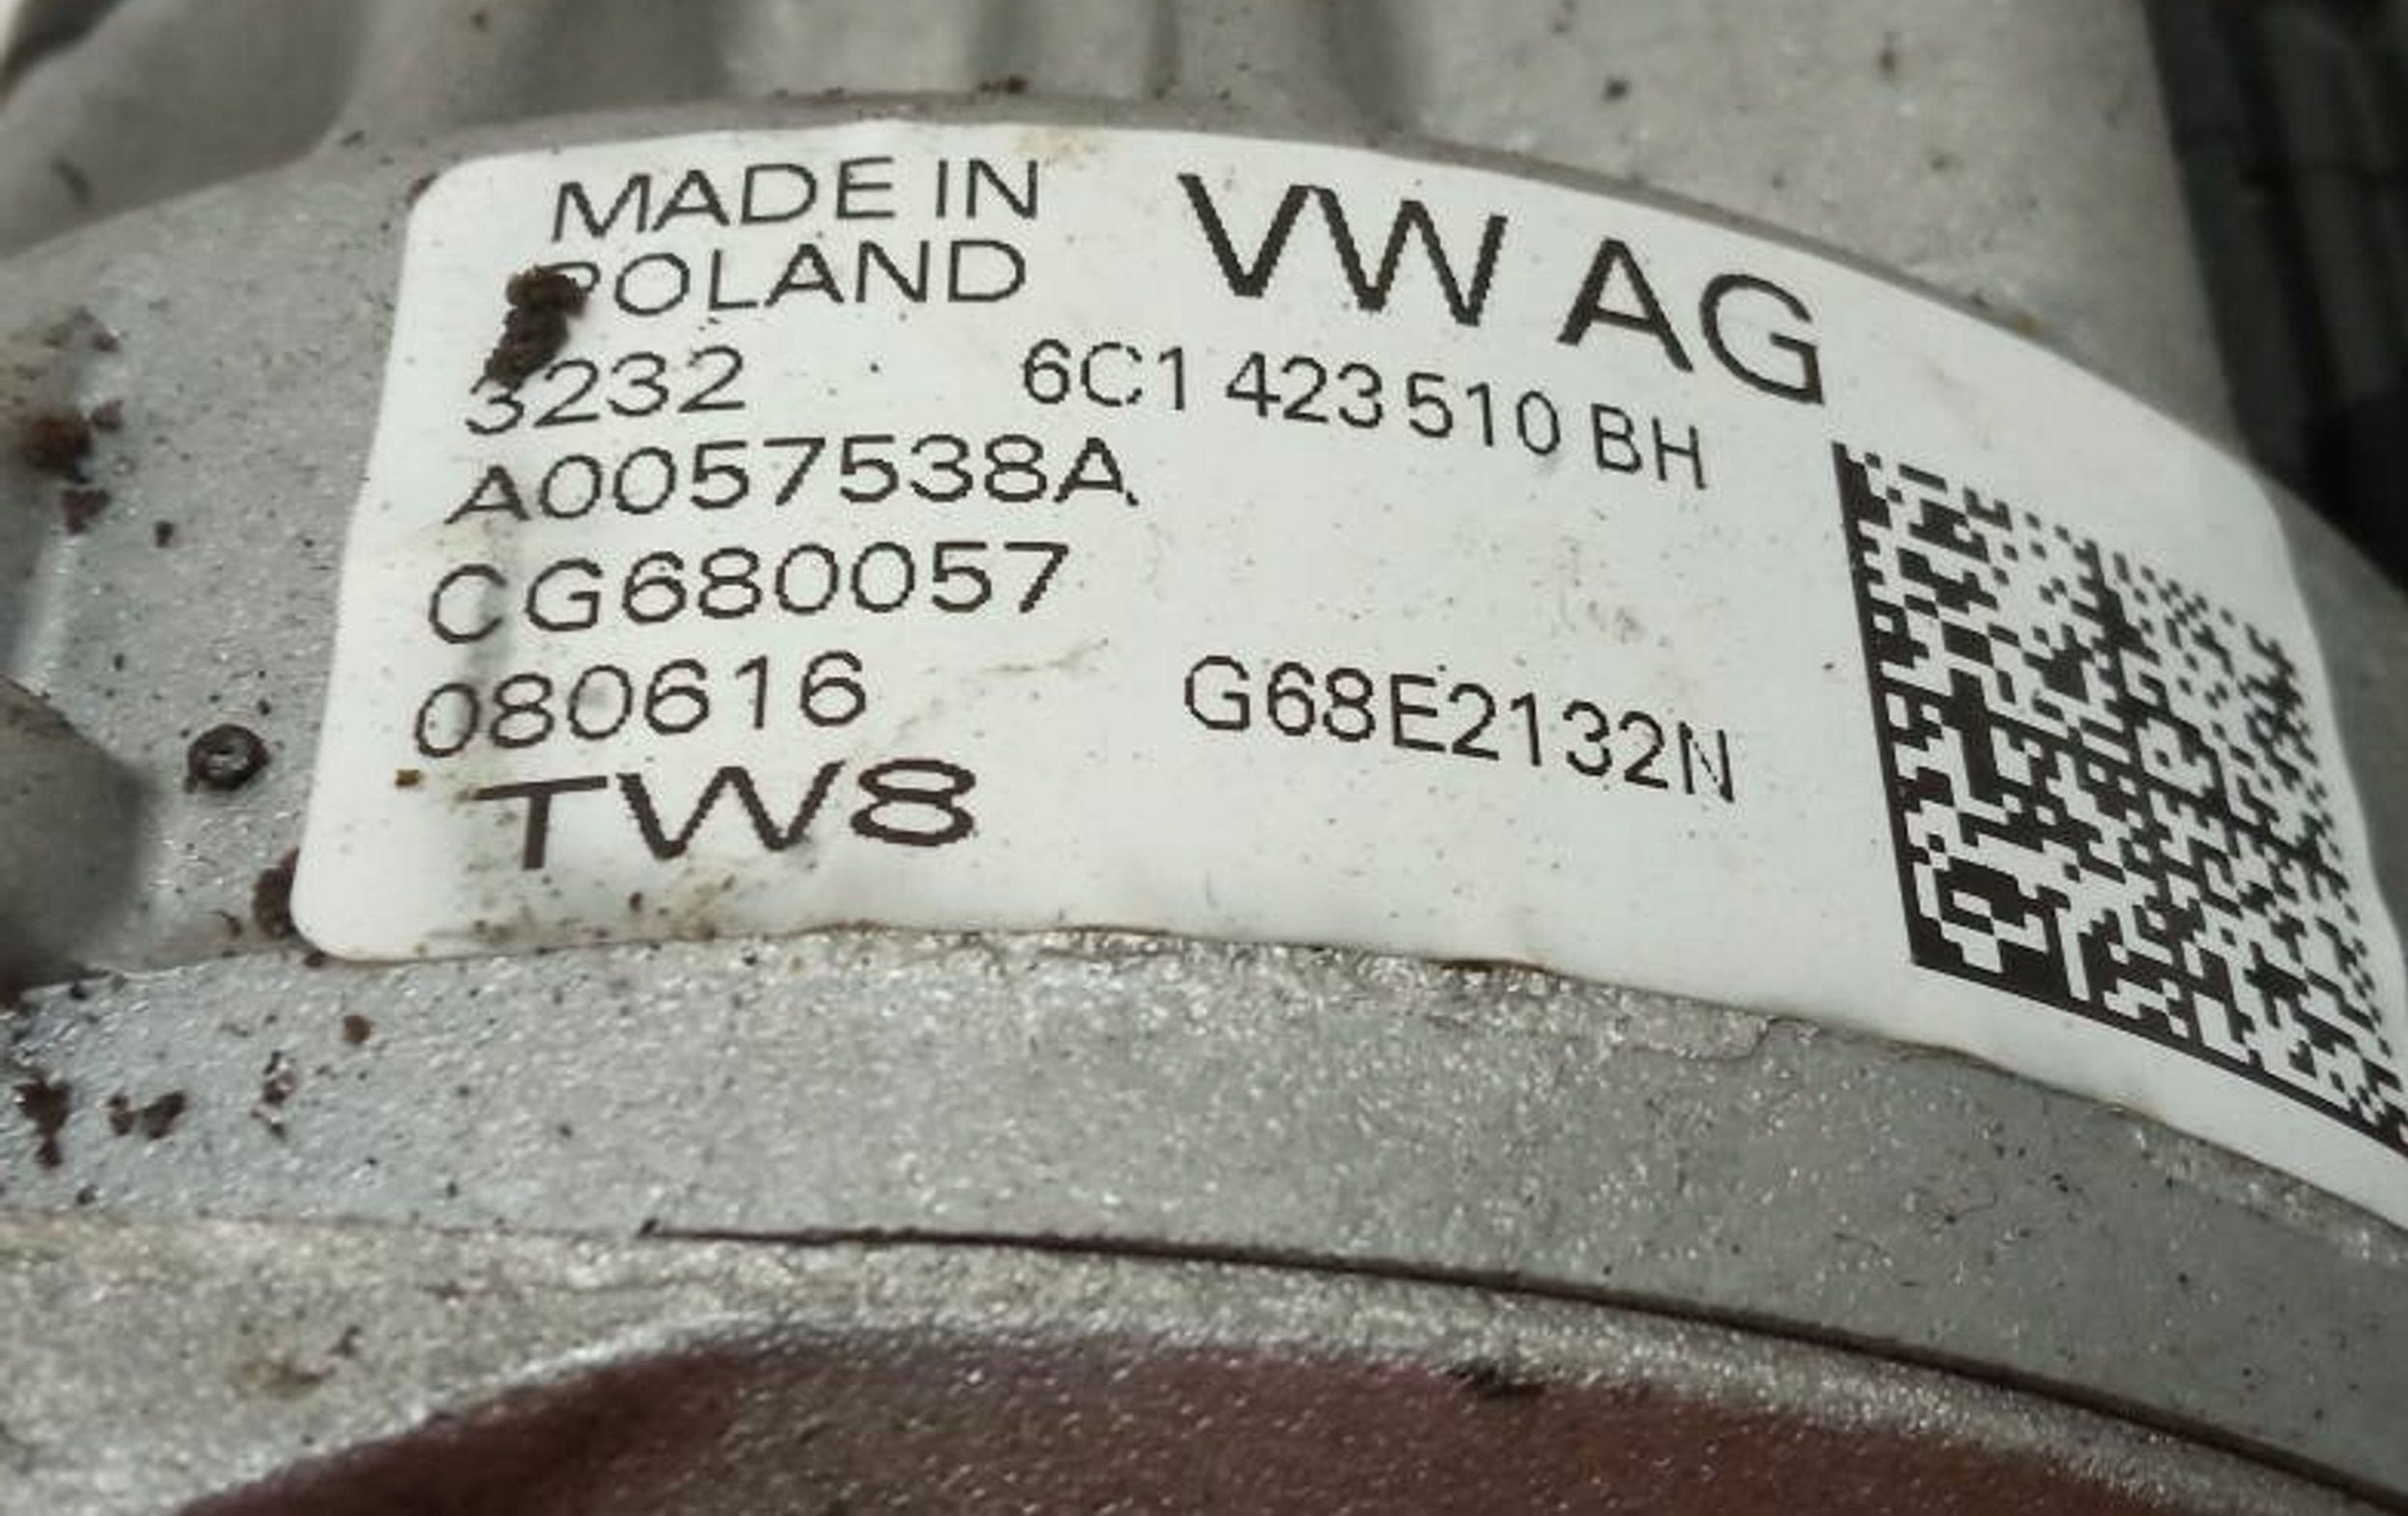 MADE IN
POLAND
VW AG
3232
6C1 423 510 BH
A0057538A
CG680057
080616
G68E2132N
TW8